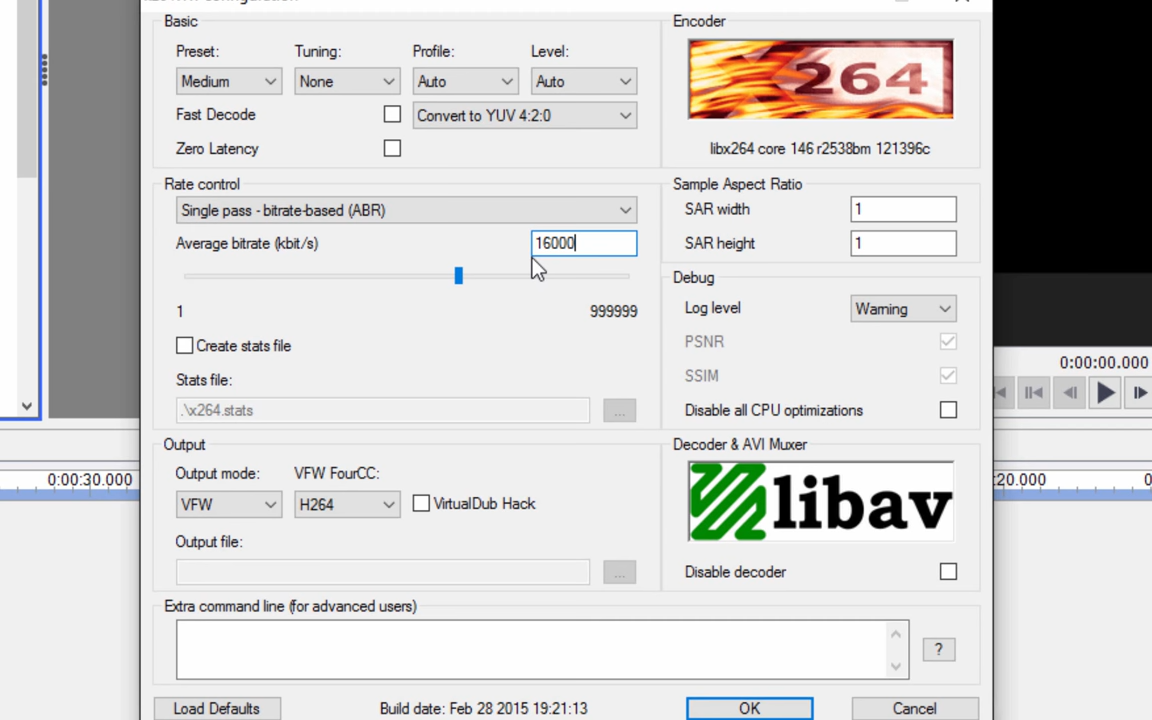 Basic
Encoder
Preset:
Tuning:
Profile:
Level:
Medium
None
Auto
Auto
264
Fast Decode
Convert to YUV 4:2:0
Zero Latency
libx264 core 146 r2538bm 121396c
Rate control
Sample Aspect Ratio
Single pass - bitrate-based (ABR)
SAR width
1
Average bitrate (kbit/s)
16000
SAR height
1
Debug
1
999999
Log level
Warning
Create stats file
PSNR
SSIM
Stats file:
.\x264.stats
...
Disable all CPU optimizations
0:00:00.000
Output
Decoder & AVI Muxer
Output mode:
VFW FourCC:
0:00:30.000
VFW
H264
VirtualDub Hack
libav
:20.000
0
Output file:
...
Disable decoder
Extra command line (for advanced users)
?
Load Defaults
Build date: Feb 28 2015 19:21:13
OK
Cancel